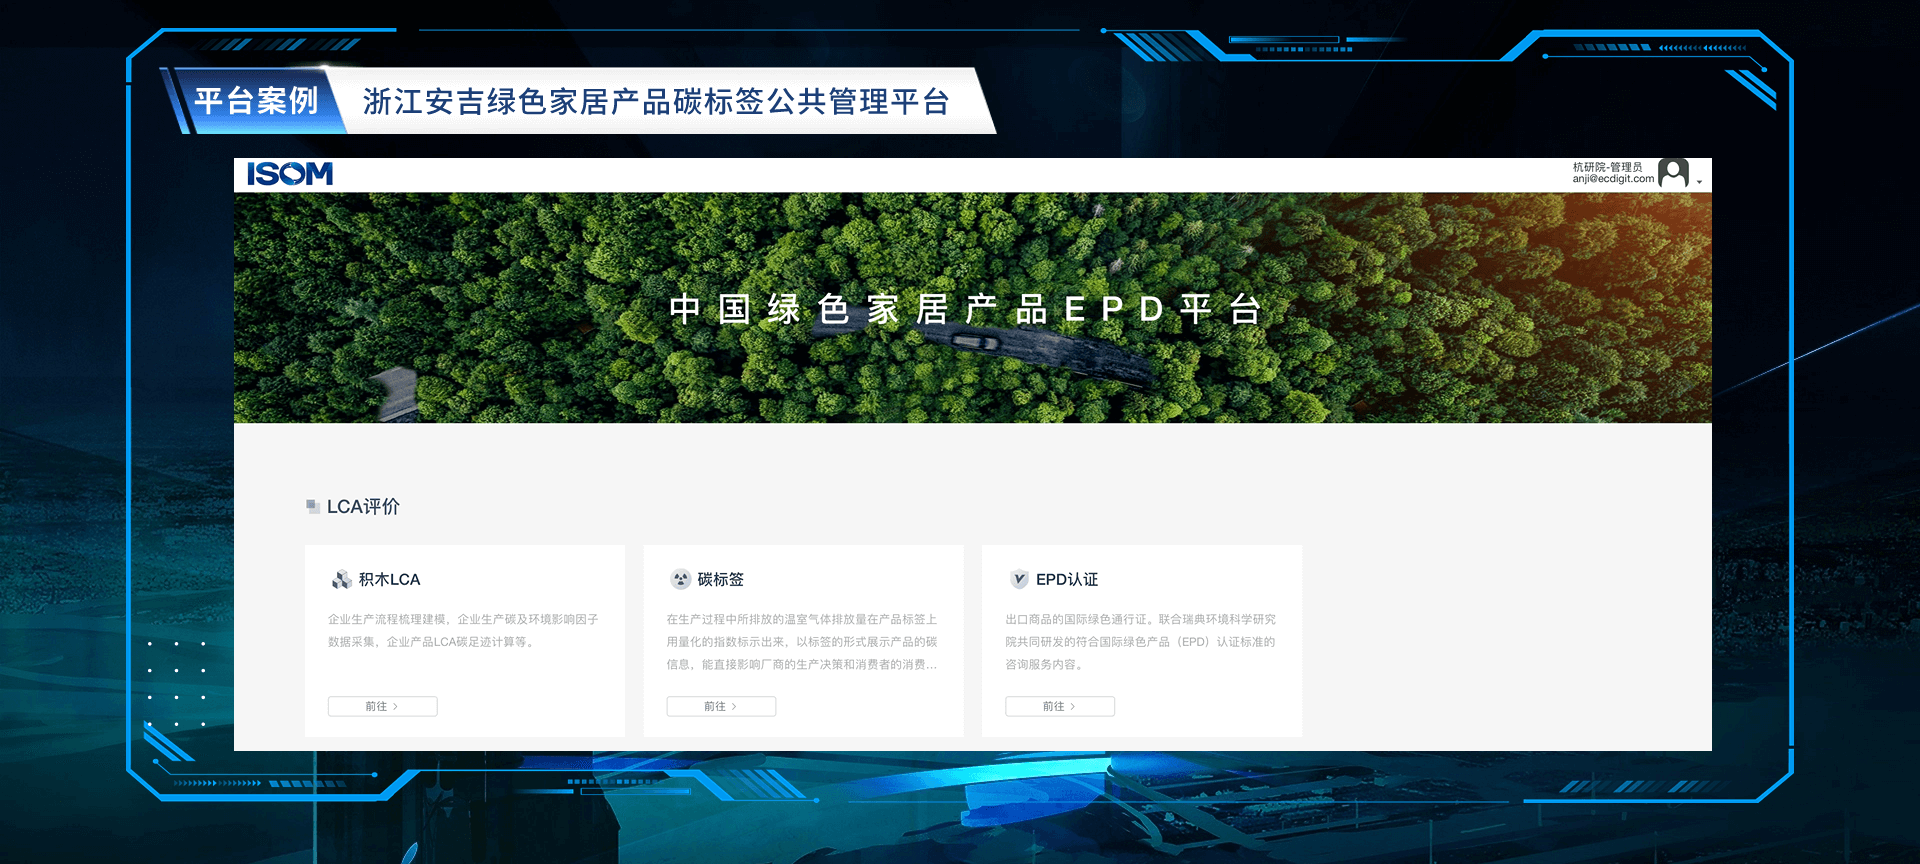 平台案例
浙江安吉绿色家居产品碳标签公共管理平台
ISOM
杭研院-管理员
anji@ecdigit.com
中国绿色家居产品EPD平台
LCA评价
积木LCA
企业生产流程梳理建模，企业生产碳及环境影响因子
数据采集，企业产品LCA碳足迹计算等。
前往 >
碳标签
在生产过程中所排放的温室气体排放量在产品标签上
用量化的指数标示出来，以标签的形式展示产品的碳
信息，能直接影响厂商的生产决策和消费者的消费...
前往 >
EPD认证
出口商品的国际绿色通行证。联合瑞典环境科学研究
院共同研发的符合国际绿色产品（EPD）认证标准的
咨询服务内容。
前往 >